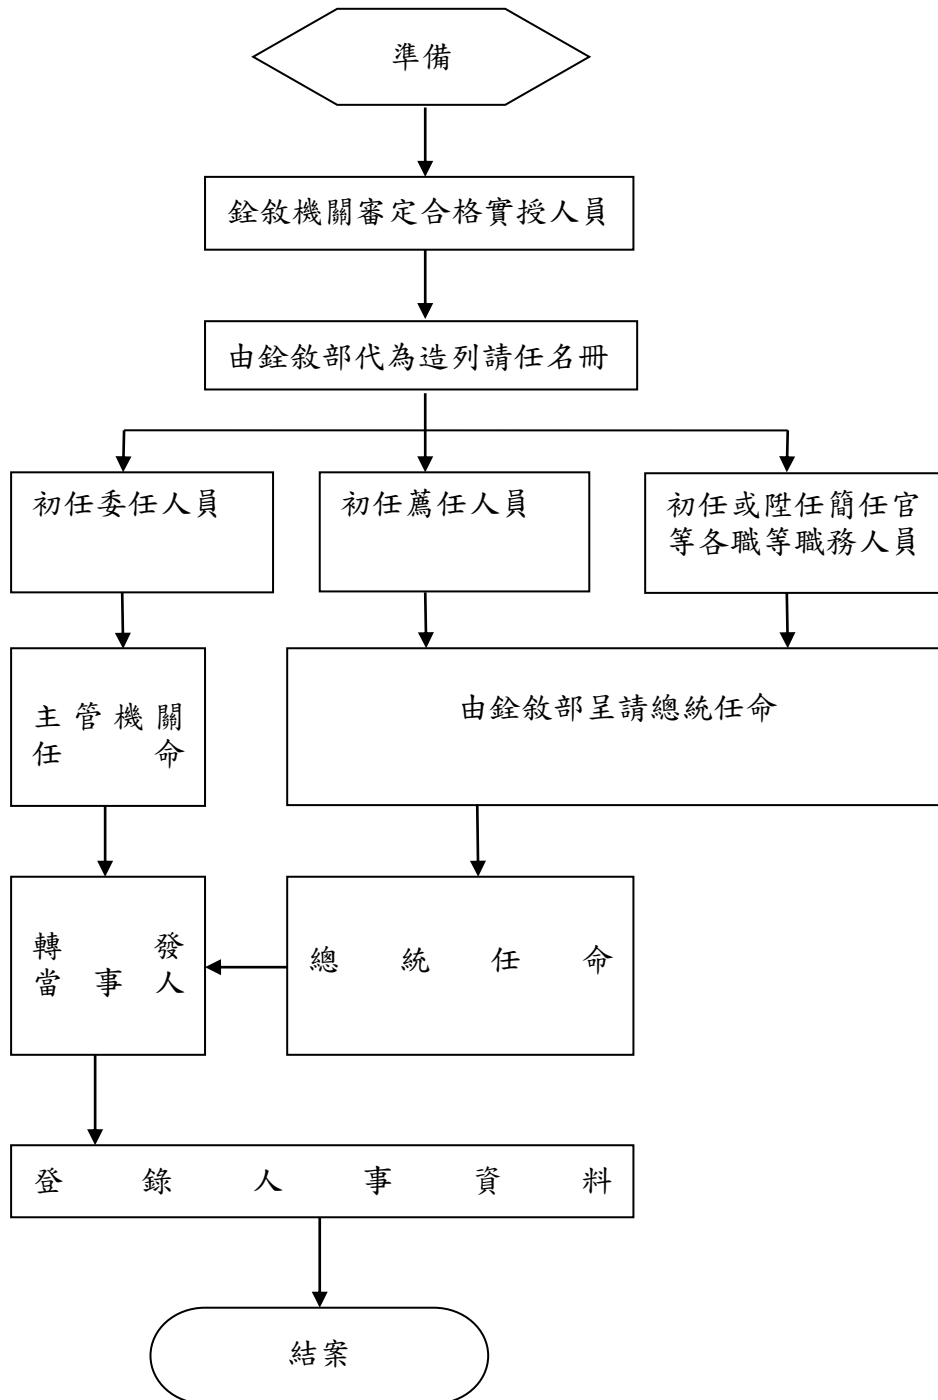 準備
銓敘機關審定合格實授人員
由銓敘部代為造列請任名冊
初任委任人員
初任薦任人員
初任或陞任簡任官
等各職等職務人員
主管機關
任命
由銓敘部呈請總統任命
轉發
當事人
總統任命
登錄人事資料
結案